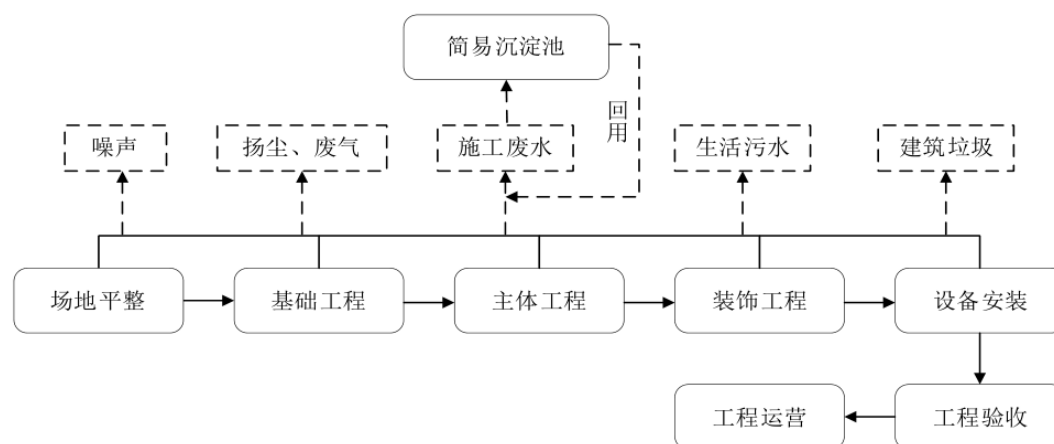 简易沉淀池
回用
噪声
扬尘、废气
施工废水
生活污水
建筑垃圾
场地平整
基础工程
主体工程
装饰工程
设备安装
工程运营
工程验收